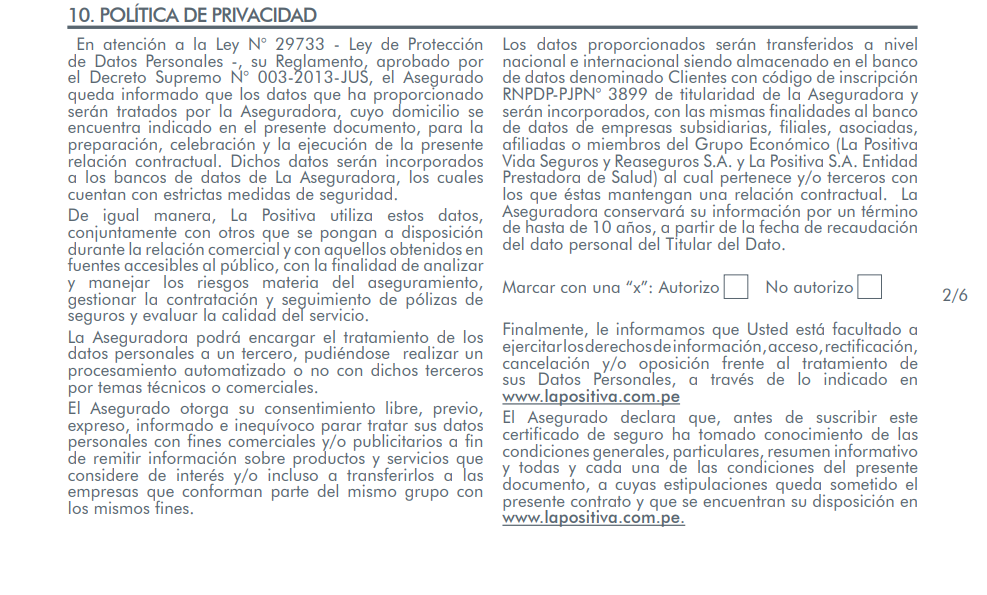 10. POLÍTICA DE PRIVACIDAD
En atención a la Ley N° 29733 - Ley de Protección
de Datos Personales -, su Reglamento, aprobado por
el Decreto Supremo N° 003-2013-JUS, el Asegurado
queda informado que los datos que ha proporcionado
serán tratados por la Aseguradora, cuyo domicilio se
encuentra indicado en el presente documento, para la
preparación, celebración y la ejecución de la presente
relación contractual. Dichos datos serán incorporados
a los bancos de datos de La Aseguradora, los cuales
cuentan con estrictas medidas de seguridad.
De igual manera, La Positiva utiliza estos datos,
conjuntamente con otros que se pongan a disposición
durante la relación comercial y con aquellos obtenidos en
fuentes accesibles al público, con la finalidad de analizar
y manejar los riesgos materia del aseguramiento,
gestionar la contratación y seguimiento de pólizas de
seguros y evaluar la calidad del servicio.
La Aseguradora podrá encargar el tratamiento de los
datos personales a un tercero, pudiéndose realizar un
procesamiento automatizado o no con dichos terceros
por temas técnicos o comerciales.
El Asegurado otorga su consentimiento libre, previo,
expreso, informado e inequívoco parar tratar sus datos
personales con fines comerciales y/o publicitarios a fin
de remitir información sobre productos y servicios que
considere de interés y/o incluso a transferirlos a las
empresas que conforman parte del mismo grupo con
los mismos fines.
Los datos proporcionados serán transferidos a nivel
nacional e internacional siendo almacenado en el banco
de datos denominado Clientes con código de inscripción
RNPDP-PJPN° 3899 de titularidad de la Aseguradora y
serán incorporados, con las mismas finalidades al banco
de datos de empresas subsidiarias, filiales, asociadas,
afiliadas o miembros del Grupo Económico (La Positiva
Vida Seguros y Reaseguros S.A. y La Positiva S.A. Entidad
Prestadora de Salud) al cual pertenece y/o terceros con
los que éstas mantengan una relación contractual. La
Aseguradora conservará su información por un término
de hasta de 10 años, a partir de la fecha de recaudación
del dato personal del Titular del Dato.
Marcar con una “x”: Autorizo No autorizo
2/6
Finalmente, le informamos que Usted está facultado a
ejercitar los derechos de información, acceso, rectificación,
cancelación y/o oposición frente al tratamiento de
sus Datos Personales, a través de lo indicado en
www.lapositiva.com.pe
El Asegurado declara que, antes de suscribir este
certificado de seguro ha tomado conocimiento de las
condiciones generales, particulares, resumen informativo
y todas y cada una de las condiciones del presente
documento, a cuyas estipulaciones queda sometido el
presente contrato y que se encuentran su disposición en
www.lapositiva.com.pe.